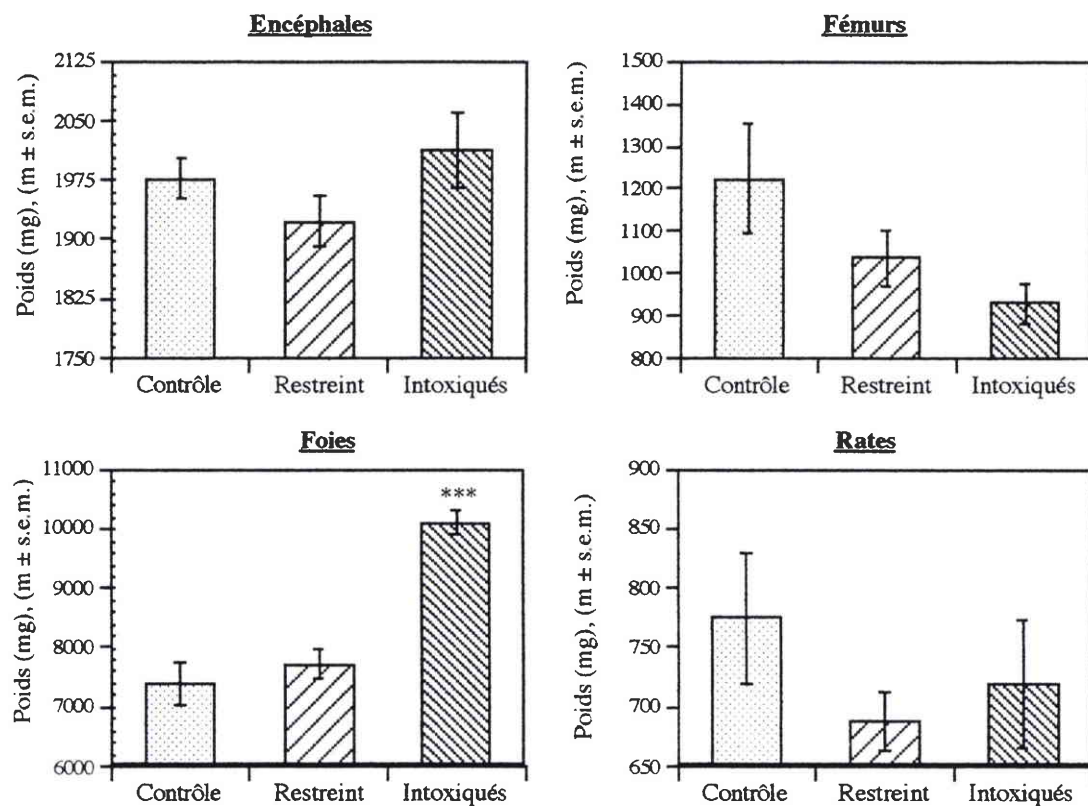 Encéphales
Poids (mg), (m ± s.e.m.)
2125
2050
1975
1900
1825
1750
Contrôle Restreint Intoxiqués
Fémurs
Poids (mg), (m ± s.e.m.)
1500
1400
1300
1200
1100
1000
900
800
Contrôle Restreint Intoxiqués
Foies
Poids (mg), (m ± s.e.m.)
11000
10000
9000
8000
7000
6000
***
Contrôle Restreint Intoxiqués
Rates
Poids (mg), (m ± s.e.m.)
900
850
800
750
700
650
Contrôle Restreint Intoxiqués